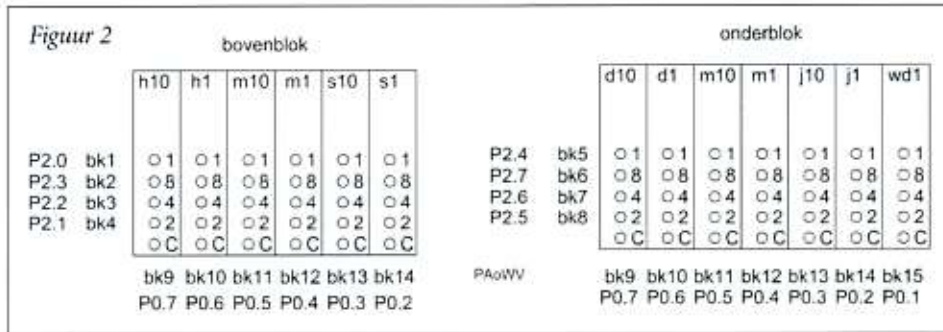 Figuur 2
bovenblok
h10 h1 m10 m1 s10 s1
P2.0 bk1 1 1 1 1 1 1
P2.3 bk2 8 8 8 8 8 8
P2.2 bk3 4 4 4 4 4 4
P2.1 bk4 2 2 2 2 2 2
C C C C C C
bk9 bk10 bk11 bk12 bk13 bk14
P0.7 P0.6 P0.5 P0.4 P0.3 P0.2
PAoWV
onderblok
d10 d1 m10 m1 j10 j1 wd1
P2.4 bk5 1 1 1 1 1 1 1
P2.7 bk6 8 8 8 8 8 8 8
P2.6 bk7 4 4 4 4 4 4 4
P2.5 bk8 2 2 2 2 2 2 2
C C C C C C C
bk9 bk10 bk11 bk12 bk13 bk14 bk15
P0.7 P0.6 P0.5 P0.4 P0.3 P0.2 P0.1